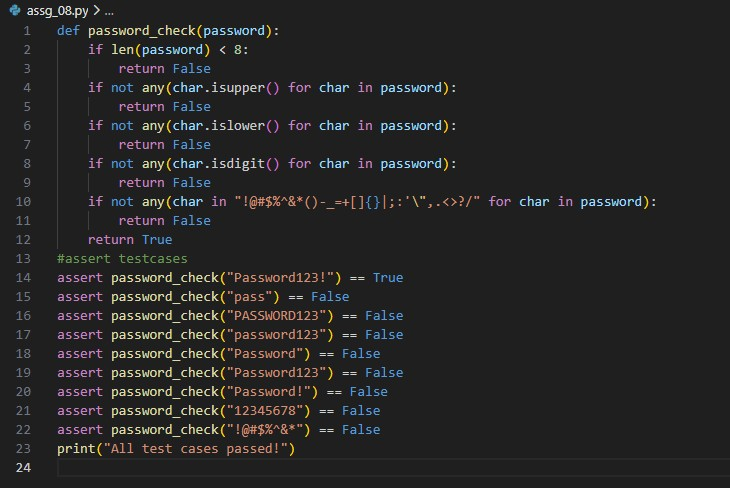 assg_08.py > ...
1 def password_check(password):
2     if len(password) < 8:
3         return False
4     if not any(char.isupper() for char in password):
5         return False
6     if not any(char.islower() for char in password):
7         return False
8     if not any(char.isdigit() for char in password):
9         return False
10     if not any(char in "!@#$%^&*()-_=+[]{}|;:'\",.<>?/" for char in password):
11         return False
12     return True
13 #assert testcases
14 assert password_check("Password123!") == True
15 assert password_check("pass") == False
16 assert password_check("PASSWORD123") == False
17 assert password_check("password123") == False
18 assert password_check("Password") == False
19 assert password_check("Password123") == False
20 assert password_check("Password!") == False
21 assert password_check("12345678") == False
22 assert password_check("!@#$%^&*") == False
23 print("All test cases passed!")
24